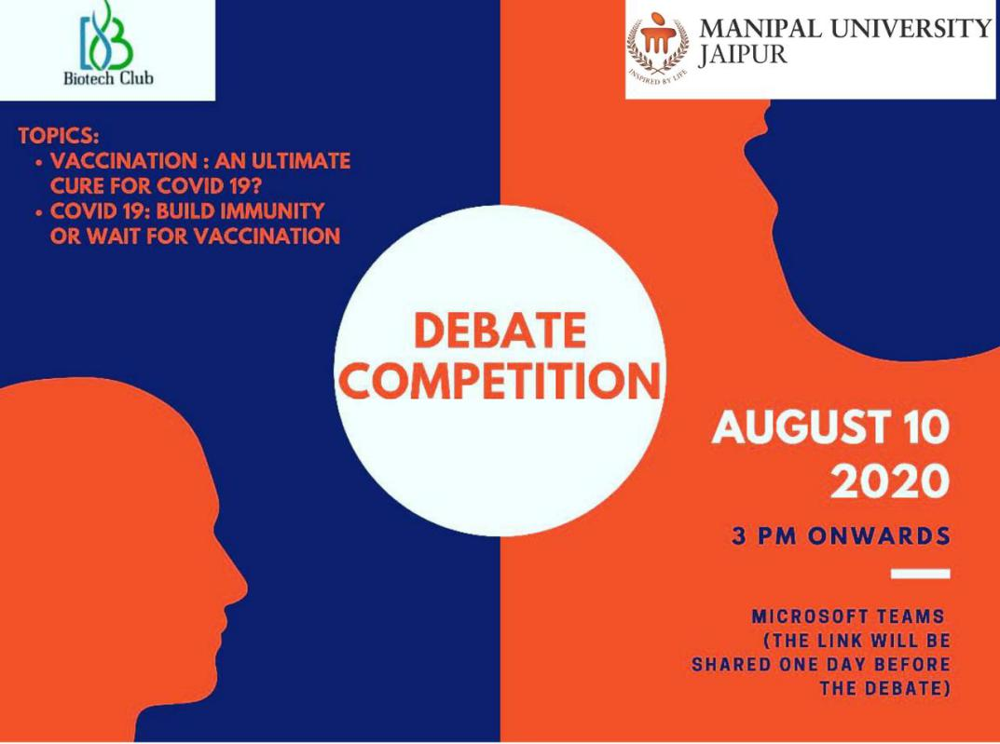 Biotech Club
MANIPAL UNIVERSITY
JAIPUR
INSPIRED BY LIFE
TOPICS:
• VACCINATION : AN ULTIMATE
CURE FOR COVID 19?
• COVID 19: BUILD IMMUNITY
OR WAIT FOR VACCINATION
DEBATE
COMPETITION
AUGUST 10
2020
3 PM ONWARDS
MICROSOFT TEAMS
(THE LINK WILL BE
SHARED ONE DAY BEFORE
THE DEBATE)